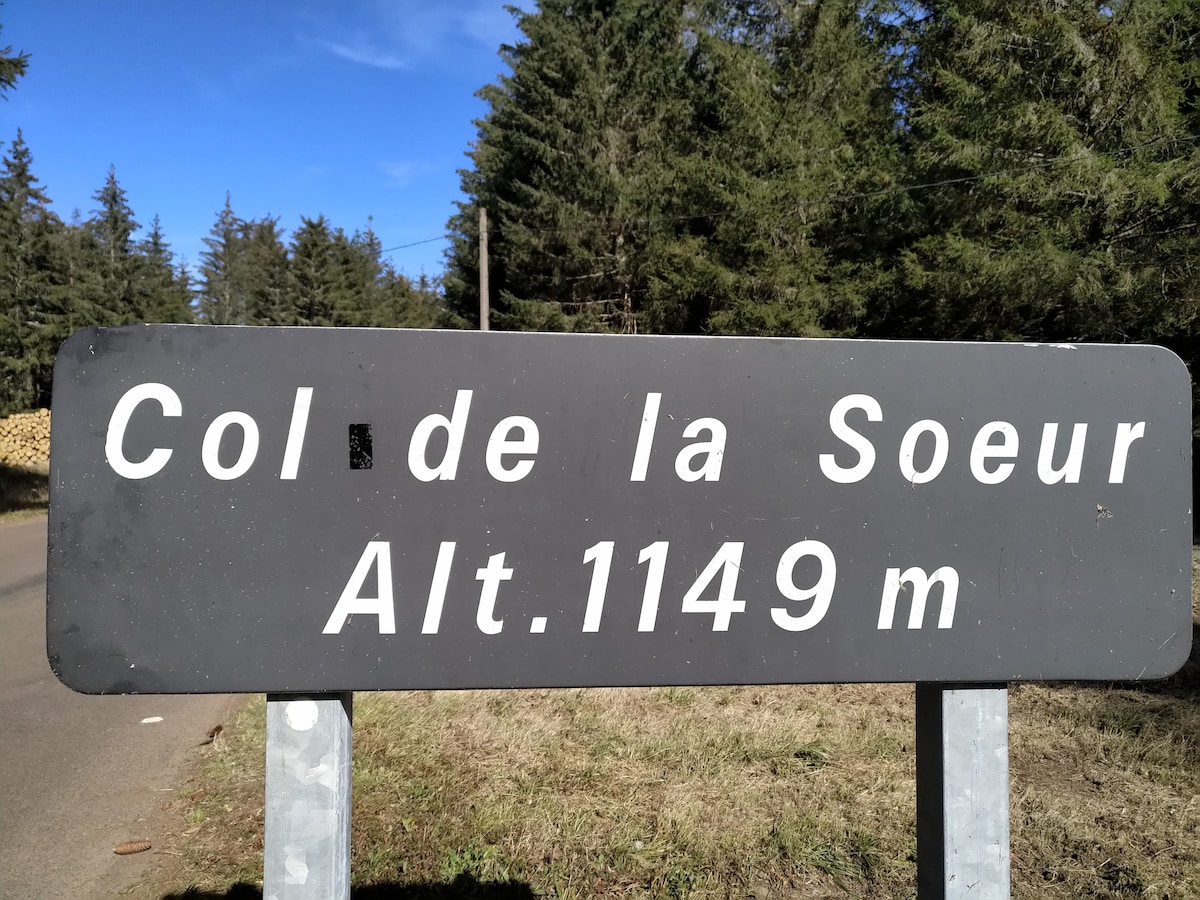 Col de la Soeur
Alt. 1149 m